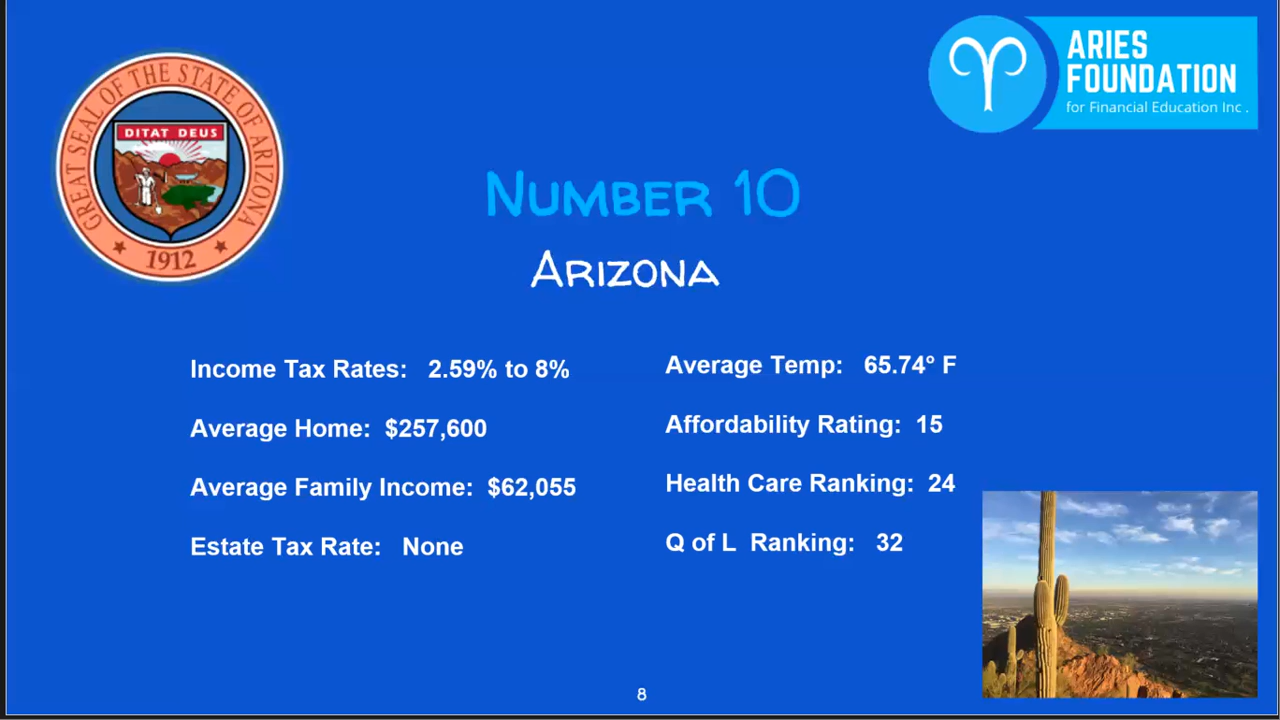 GREAT SEAL OF THE STATE OF ARIZONA
DITAT DEUS
1912
ARIES
FOUNDATION
for Financial Education Inc .
Number 10
Arizona
Income Tax Rates: 2.59% to 8%
Average Home: $257,600
Average Family Income: $62,055
Estate Tax Rate: None
Average Temp: 65.74° F
Affordability Rating: 15
Health Care Ranking: 24
Q of L Ranking: 32
8